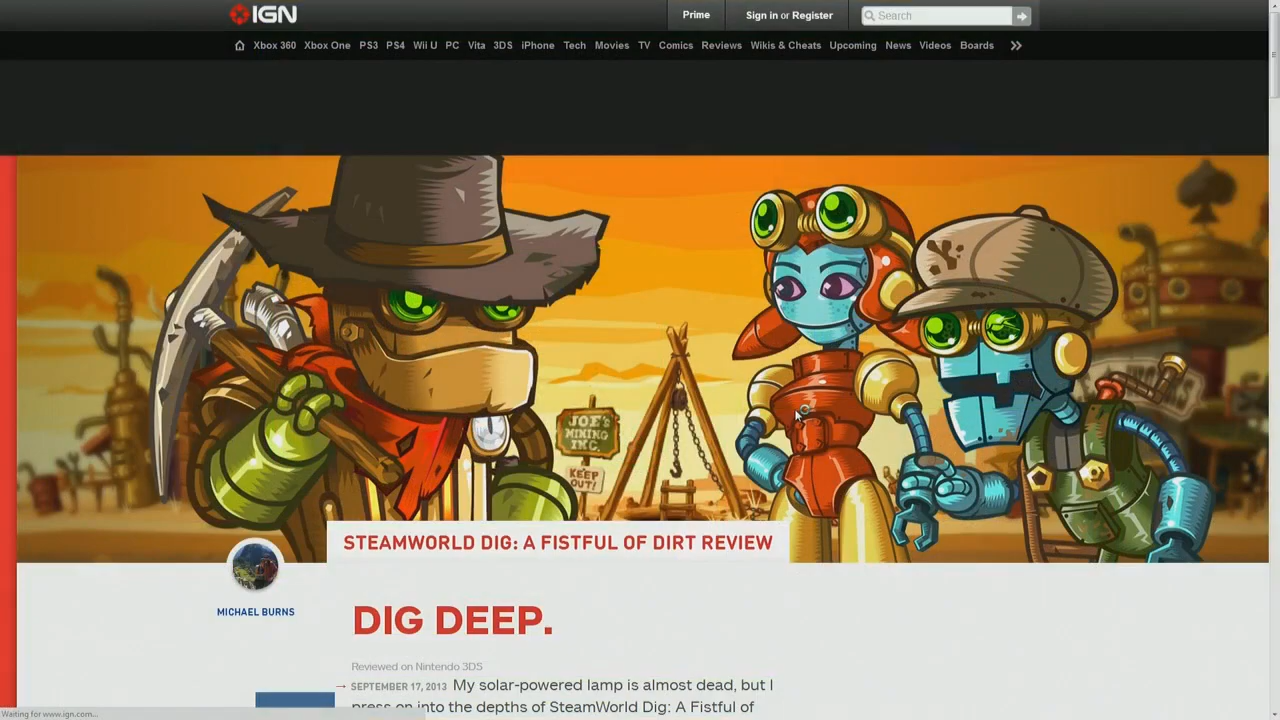 IGN
Prime
Sign in or Register
Search
Xbox 360 Xbox One PS3 PS4 Wii U PC Vita 3DS iPhone Tech Movies TV Comics Reviews Wikis & Cheats Upcoming News Videos Boards
JOE'S
MINING
INC.
KEEP
OUT!
STEAMWORLD DIG: A FISTFUL OF DIRT REVIEW
MICHAEL BURNS
DIG DEEP.
Reviewed on Nintendo 3DS
SEPTEMBER 17, 2013 My solar-powered lamp is almost dead, but I
press on into the depths of SteamWorld Dig: A Fistful of
Waiting for www.ign.com...